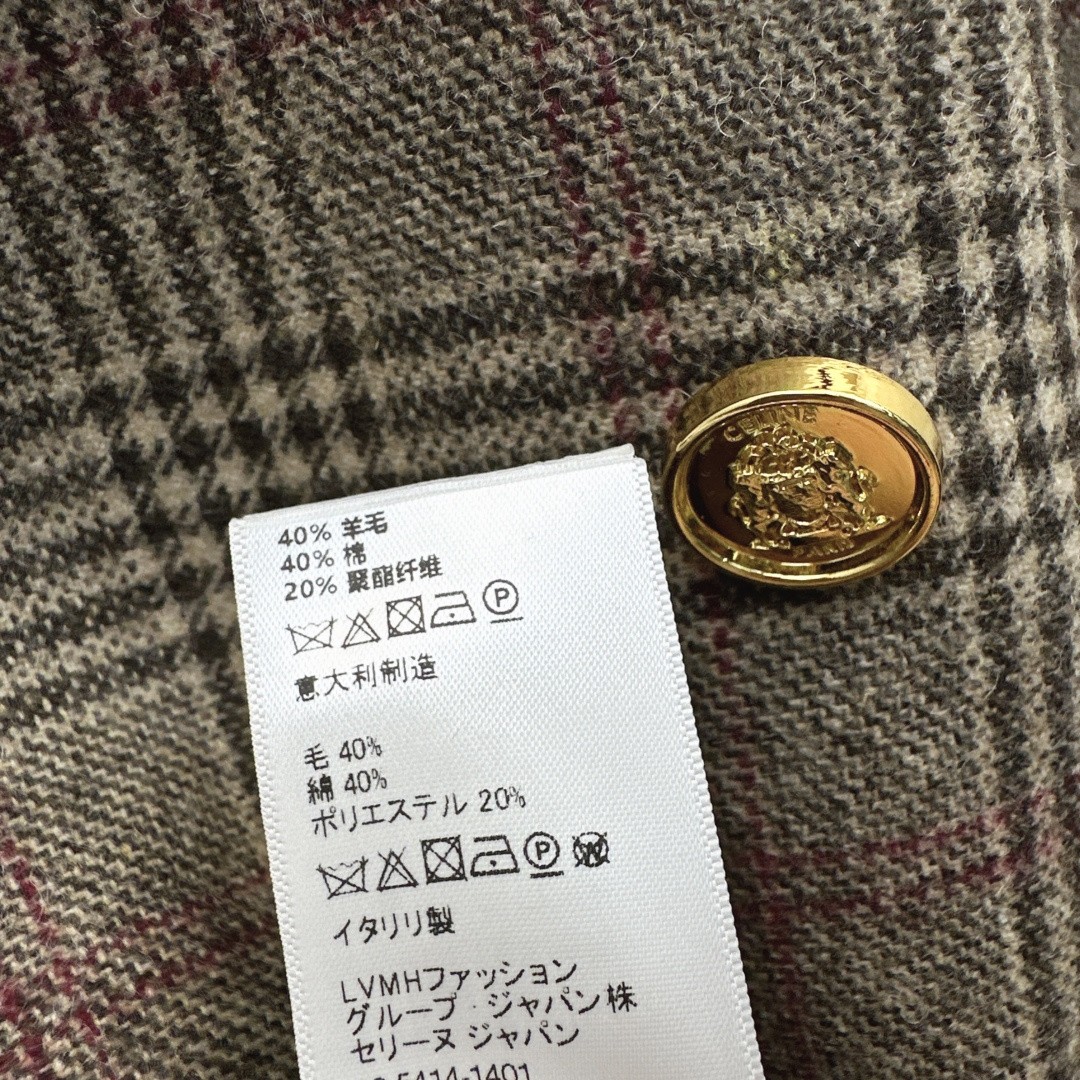 CELINE
PARIS
40% 羊毛
40% 棉
20% 聚酯纤维
意大利制造
毛 40%
綿 40%
ポリエステル 20%
イタリリ製
LVMHファッション
グループ・ジャパン株
セリーヌ ジャパン
5414-1401